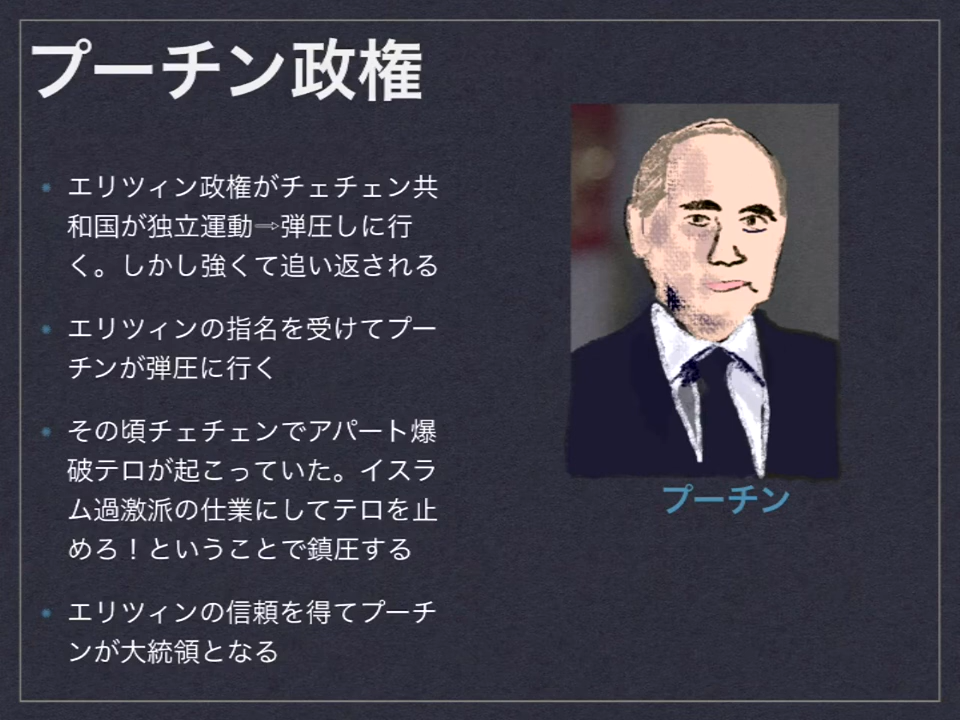 プーチン政権
エリツィン政権がチェチェン共
和国が独立運動⇨弾圧しに行
く。しかし強くて追い返される
エリツィンの指名を受けてプー
チンが弾圧に行く
その頃チェチェンでアパート爆
破テロが起こっていた。イスラ
ム過激派の仕業にしてテロを止
めろ！ということで鎮圧する
エリツィンの信頼を得てプーチ
ンが大統領となる
プーチン